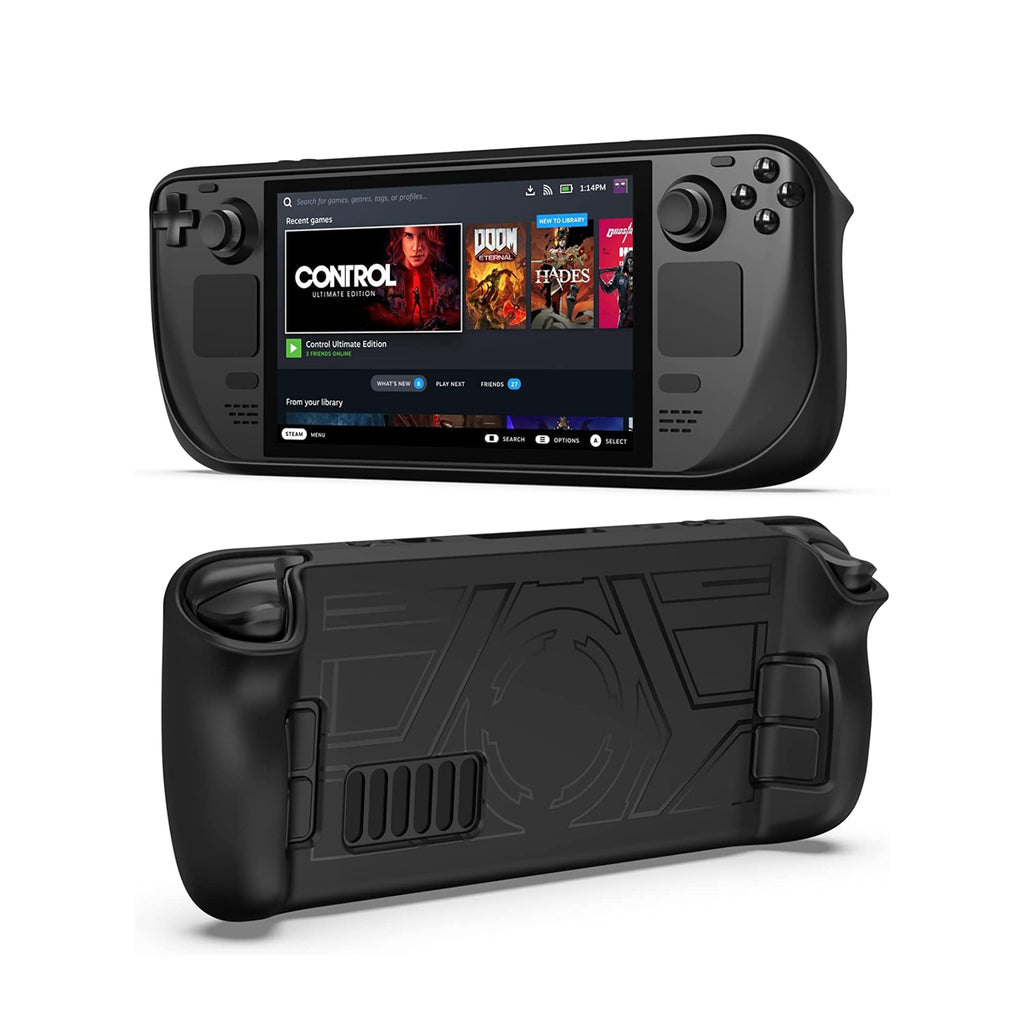 Search for games, genres, tags, or profiles...
1:14PM
Recent games
NEW TO LIBRARY
CONTROL
ULTIMATE EDITION
DOOM
ETERNAL
HADES
Control Ultimate Edition
3 FRIENDS ONLINE
WHAT'S NEW 8
PLAY NEXT
FRIENDS 27
From your library
STEAM MENU
SEARCH
OPTIONS
A SELECT